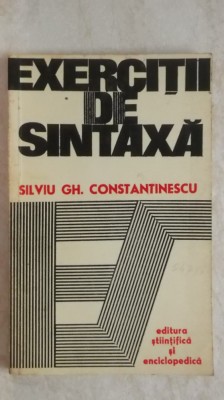 EXERCIȚII
DE
SINTAXĂ
SILVIU GH. CONSTANTINESCU
editura
științifică
și
enciclopedică